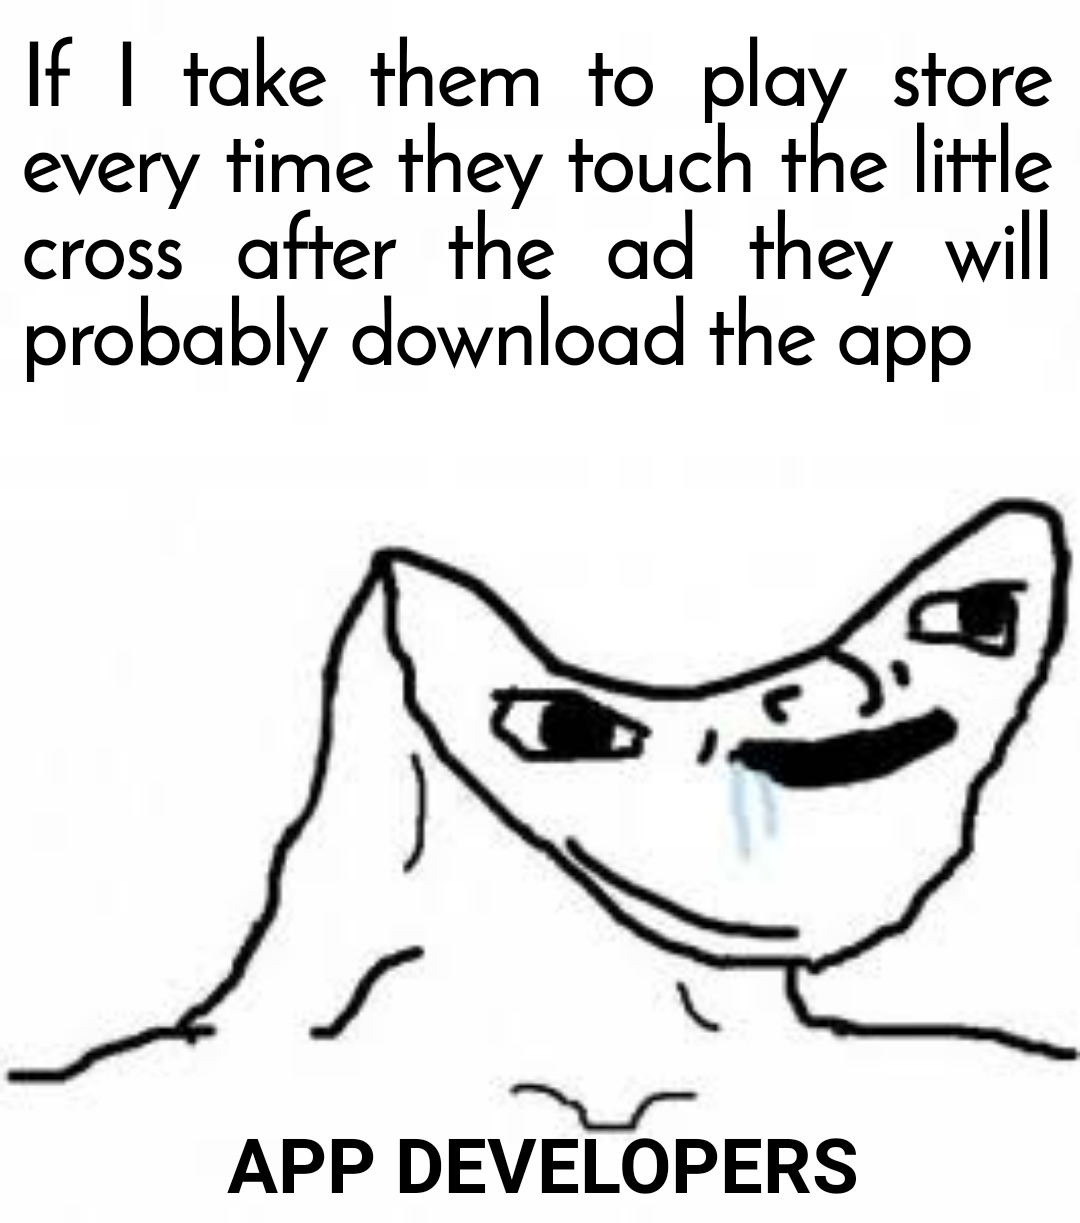 If I take them to play store
every time they touch the little
cross after the ad they will
probably download the app
APP DEVELOPERS